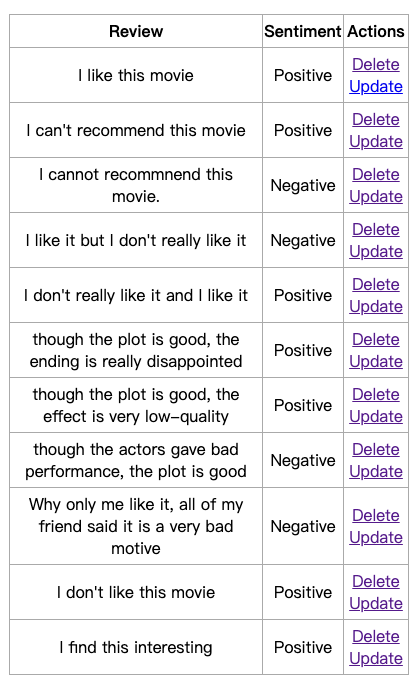 Review Sentiment Actions
I like this movie Positive Delete
Update
I can't recommend this movie Positive Delete
Update
I cannot recommnend this
movie. Negative Delete
Update
I like it but I don't really like it Negative Delete
Update
I don't really like it and I like it Positive Delete
Update
though the plot is good, the
ending is really disappointed Positive Delete
Update
though the plot is good, the
effect is very low-quality Positive Delete
Update
though the actors gave bad
performance, the plot is good Negative Delete
Update
Why only me like it, all of my
friend said it is a very bad
motive Negative Delete
Update
I don't like this movie Positive Delete
Update
I find this interesting Positive Delete
Update